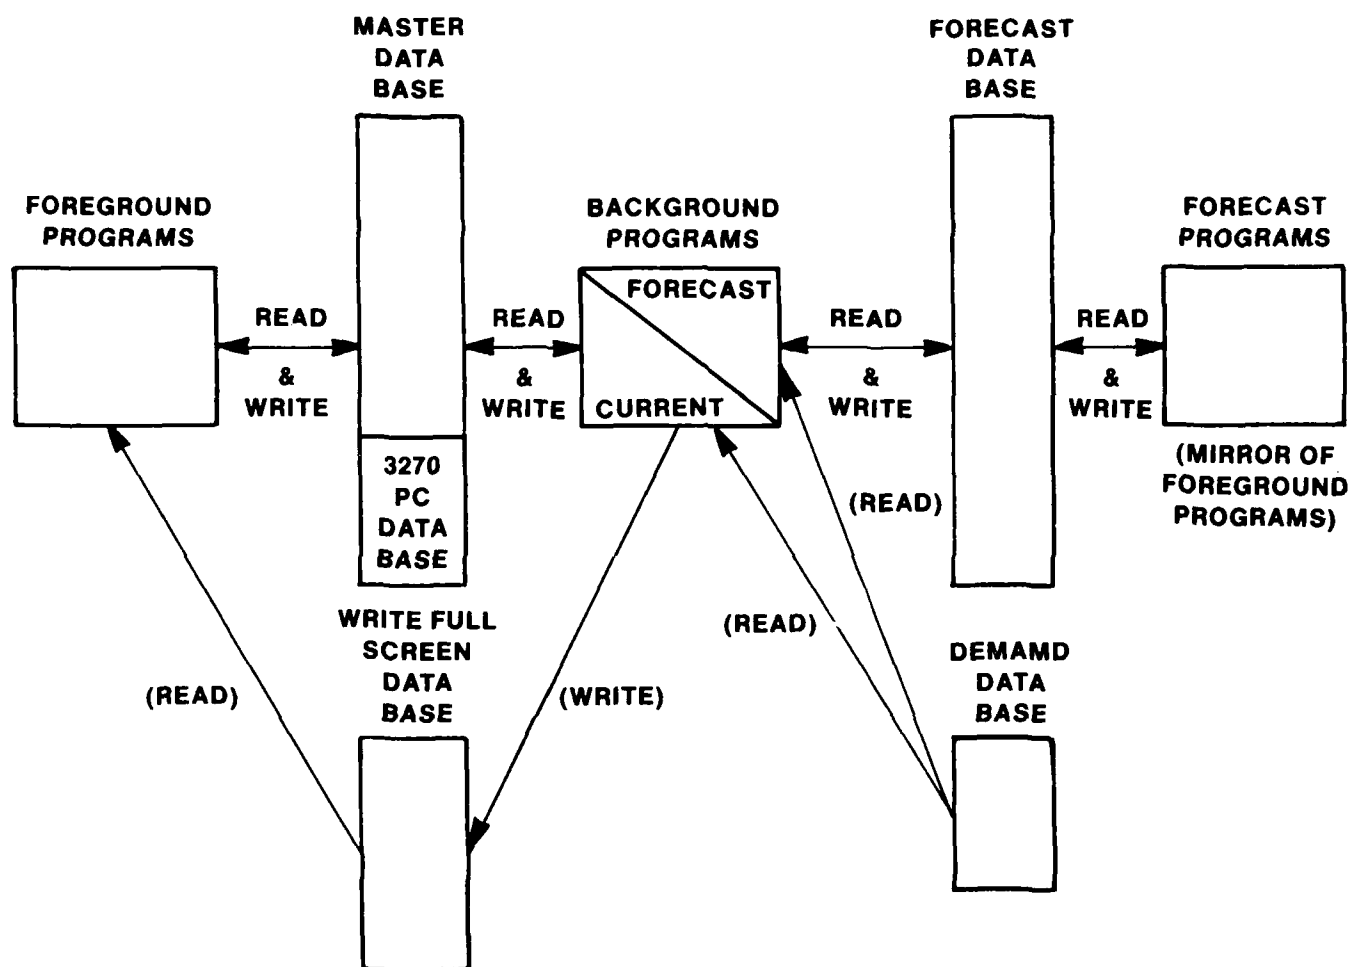 MASTER
DATA
BASE
FORECAST
DATA
BASE
FOREGROUND
PROGRAMS
BACKGROUND
PROGRAMS
FORECAST
PROGRAMS
READ
&
WRITE
READ
&
WRITE
FORECAST
CURRENT
READ
&
WRITE
READ
&
WRITE
3270
PC
DATA
BASE
(MIRROR OF
FOREGROUND
PROGRAMS)
(READ)
(READ)
WRITE FULL
SCREEN
DATA
BASE
DEMAMD
DATA
BASE
(READ)
(WRITE)